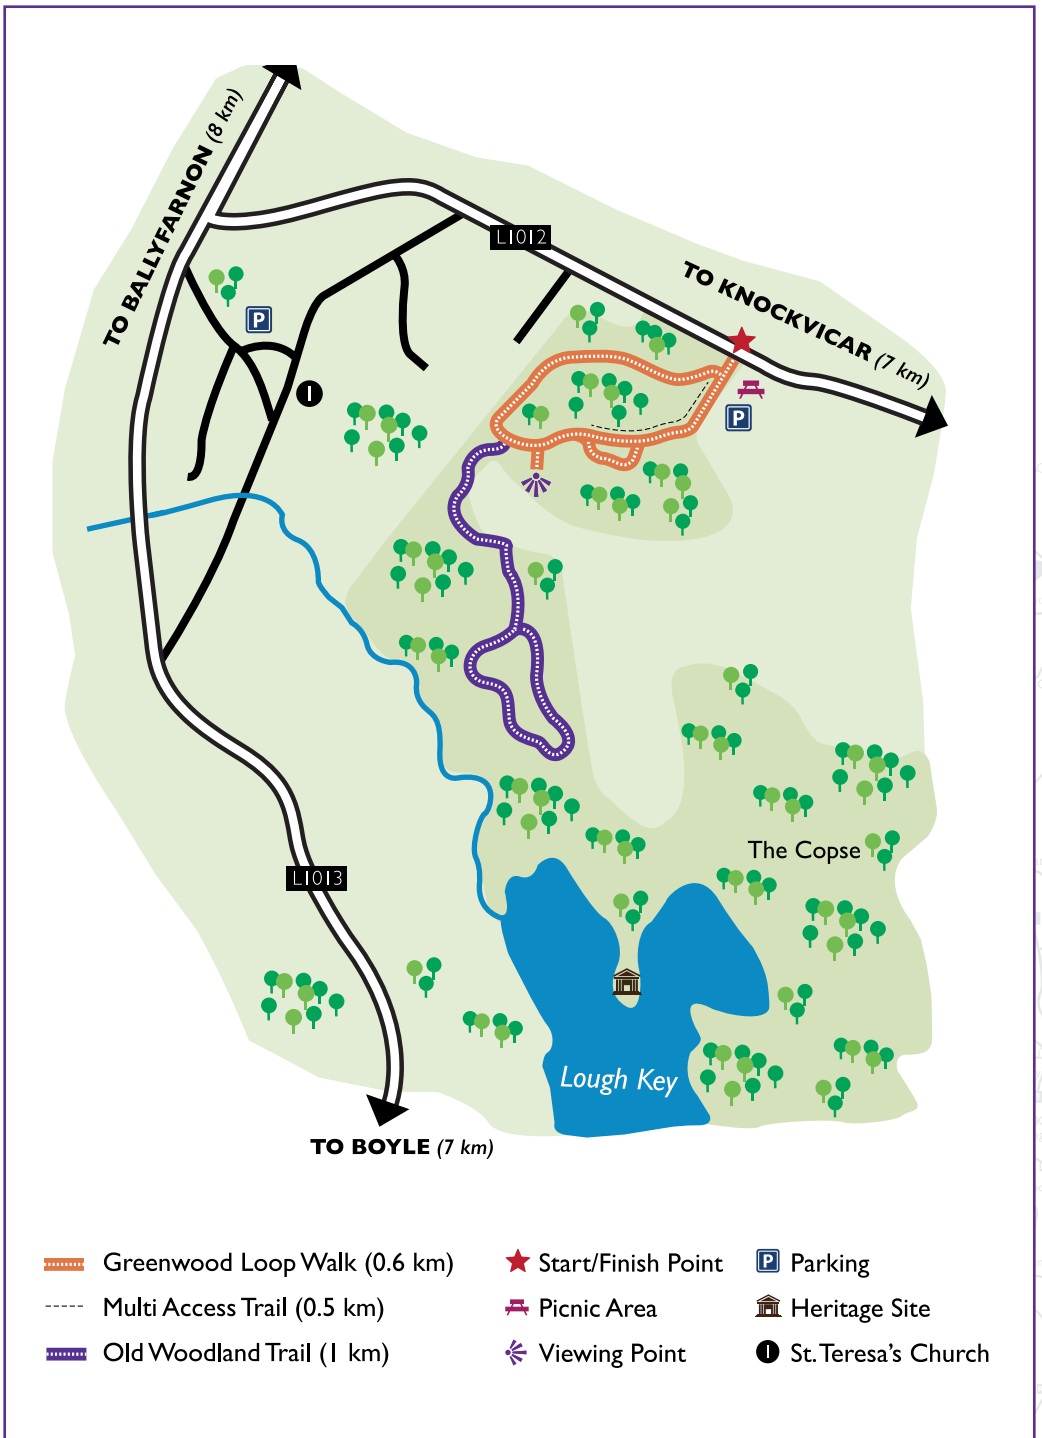 TO BALLYFARNON (8 km)
L1012
TO KNOCKVICAR (7 km)
P
P
I
The Copse
L1013
Lough Key
TO BOYLE (7 km)
Greenwood Loop Walk (0.6 km)
Multi Access Trail (0.5 km)
Old Woodland Trail (1 km)
Start/Finish Point
Picnic Area
Viewing Point
P Parking
Heritage Site
I St. Teresa's Church